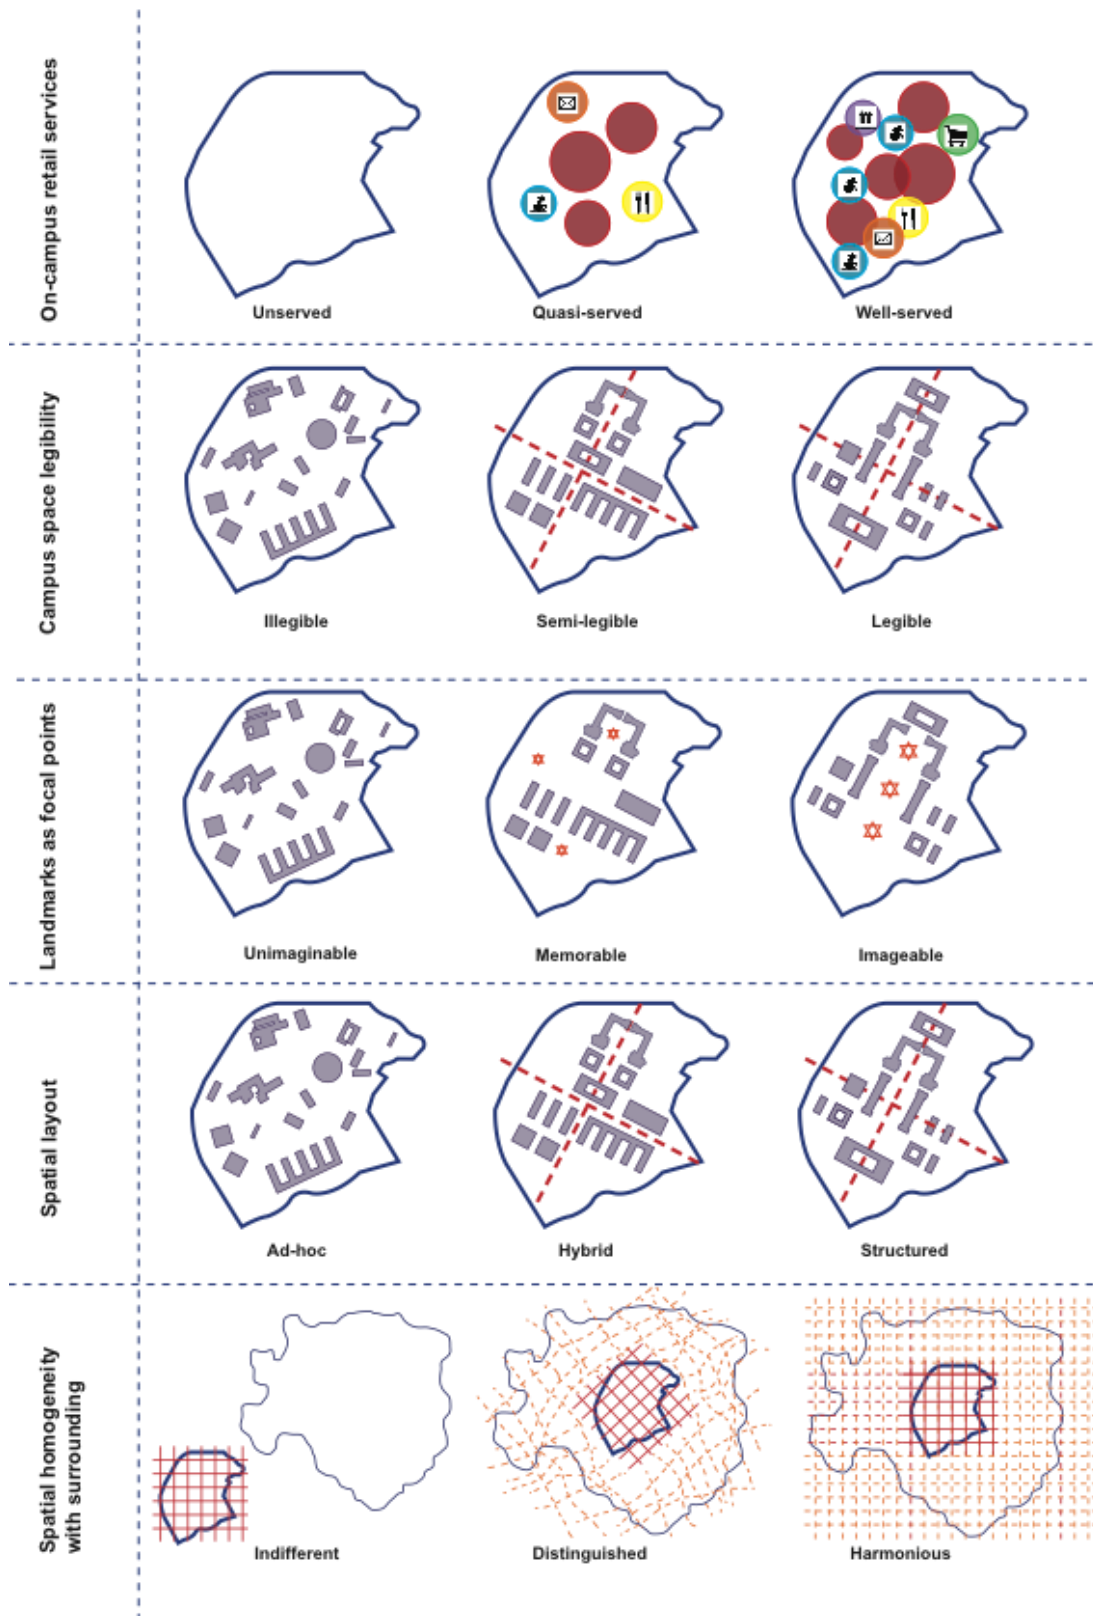 On-campus retail services
Unserved
Quasi-served
Well-served
Campus space legibility
Illegible
Semi-legible
Legible
Landmarks as focal points
Unimaginable
Memorable
Imageable
Spatial layout
Ad-hoc
Hybrid
Structured
Spatial homogeneity
with surrounding
Indifferent
Distinguished
Harmonious